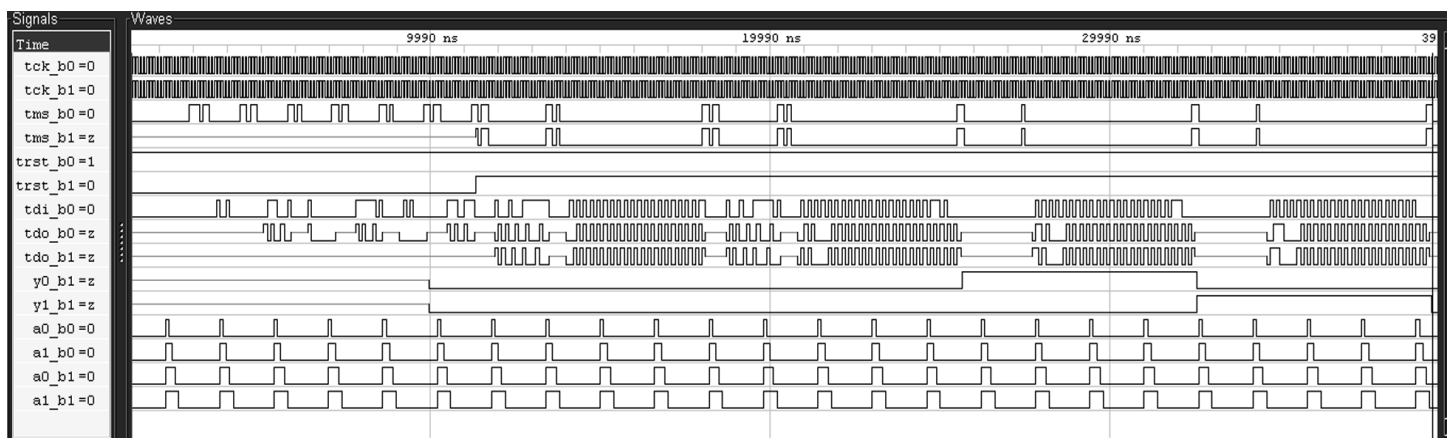 Signals
Waves
Time
9990 ns
19990 ns
29990 ns
39
tck_b0=0
tck_b1=0
tms_b0=0
tms_b1=z
trst_b0=1
trst_b1=0
tdi_b0=0
tdo_b0=z
tdo_b1=z
y0_b1=z
y1_b1=z
a0_b0=0
a1_b0=0
a0_b1=0
a1_b1=0